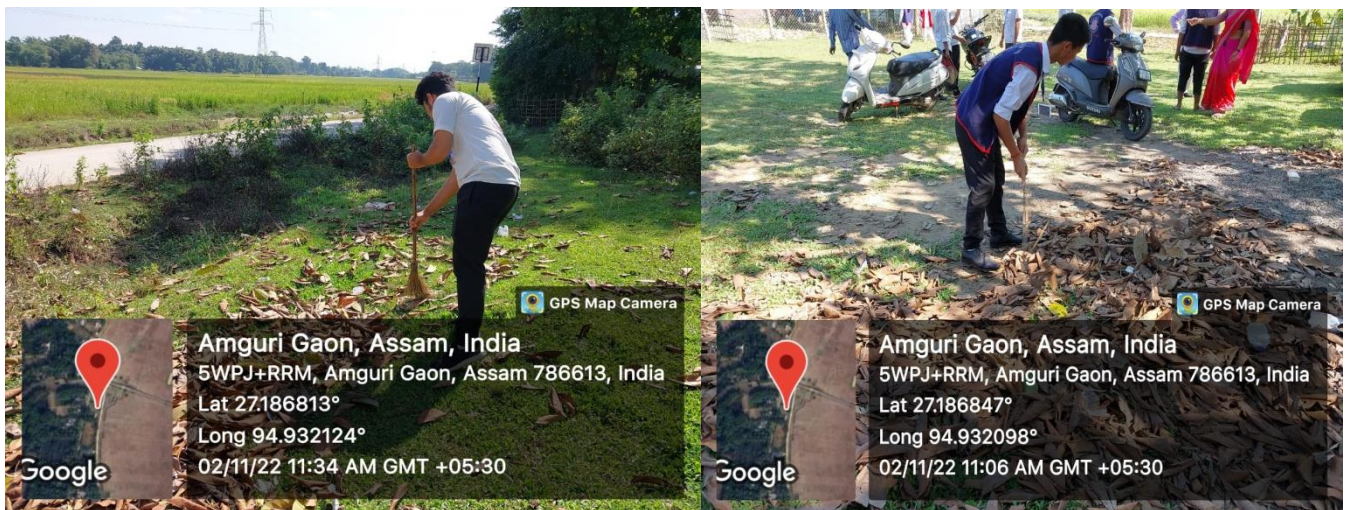 GPS Map Camera
Amguri Gaon, Assam, India
5WPJ+RRM, Amguri Gaon, Assam 786613, India
Lat 27.186813°
Long 94.932124°
02/11/22 11:34 AM GMT +05:30
Google
GPS Map Camera
Amguri Gaon, Assam, India
5WPJ+RRM, Amguri Gaon, Assam 786613, India
Lat 27.186847°
Long 94.932098°
02/11/22 11:06 AM GMT +05:30
Google